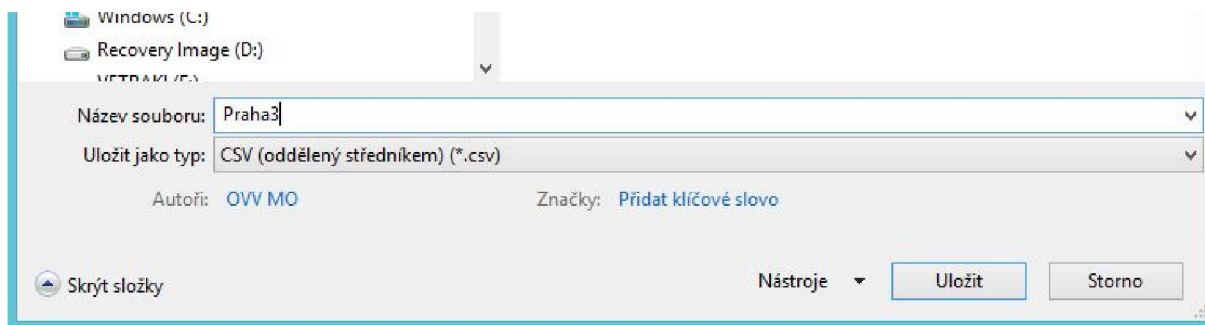 Windows (C:)
Recovery Image (D:)
Název souboru: Praha3
Uložit jako typ: CSV (oddělený středníkem) (*.csv)
Autoři: OVV MO Značky: Přidat klíčové slovo
Skrýt složky Nástroje Uložit Storno